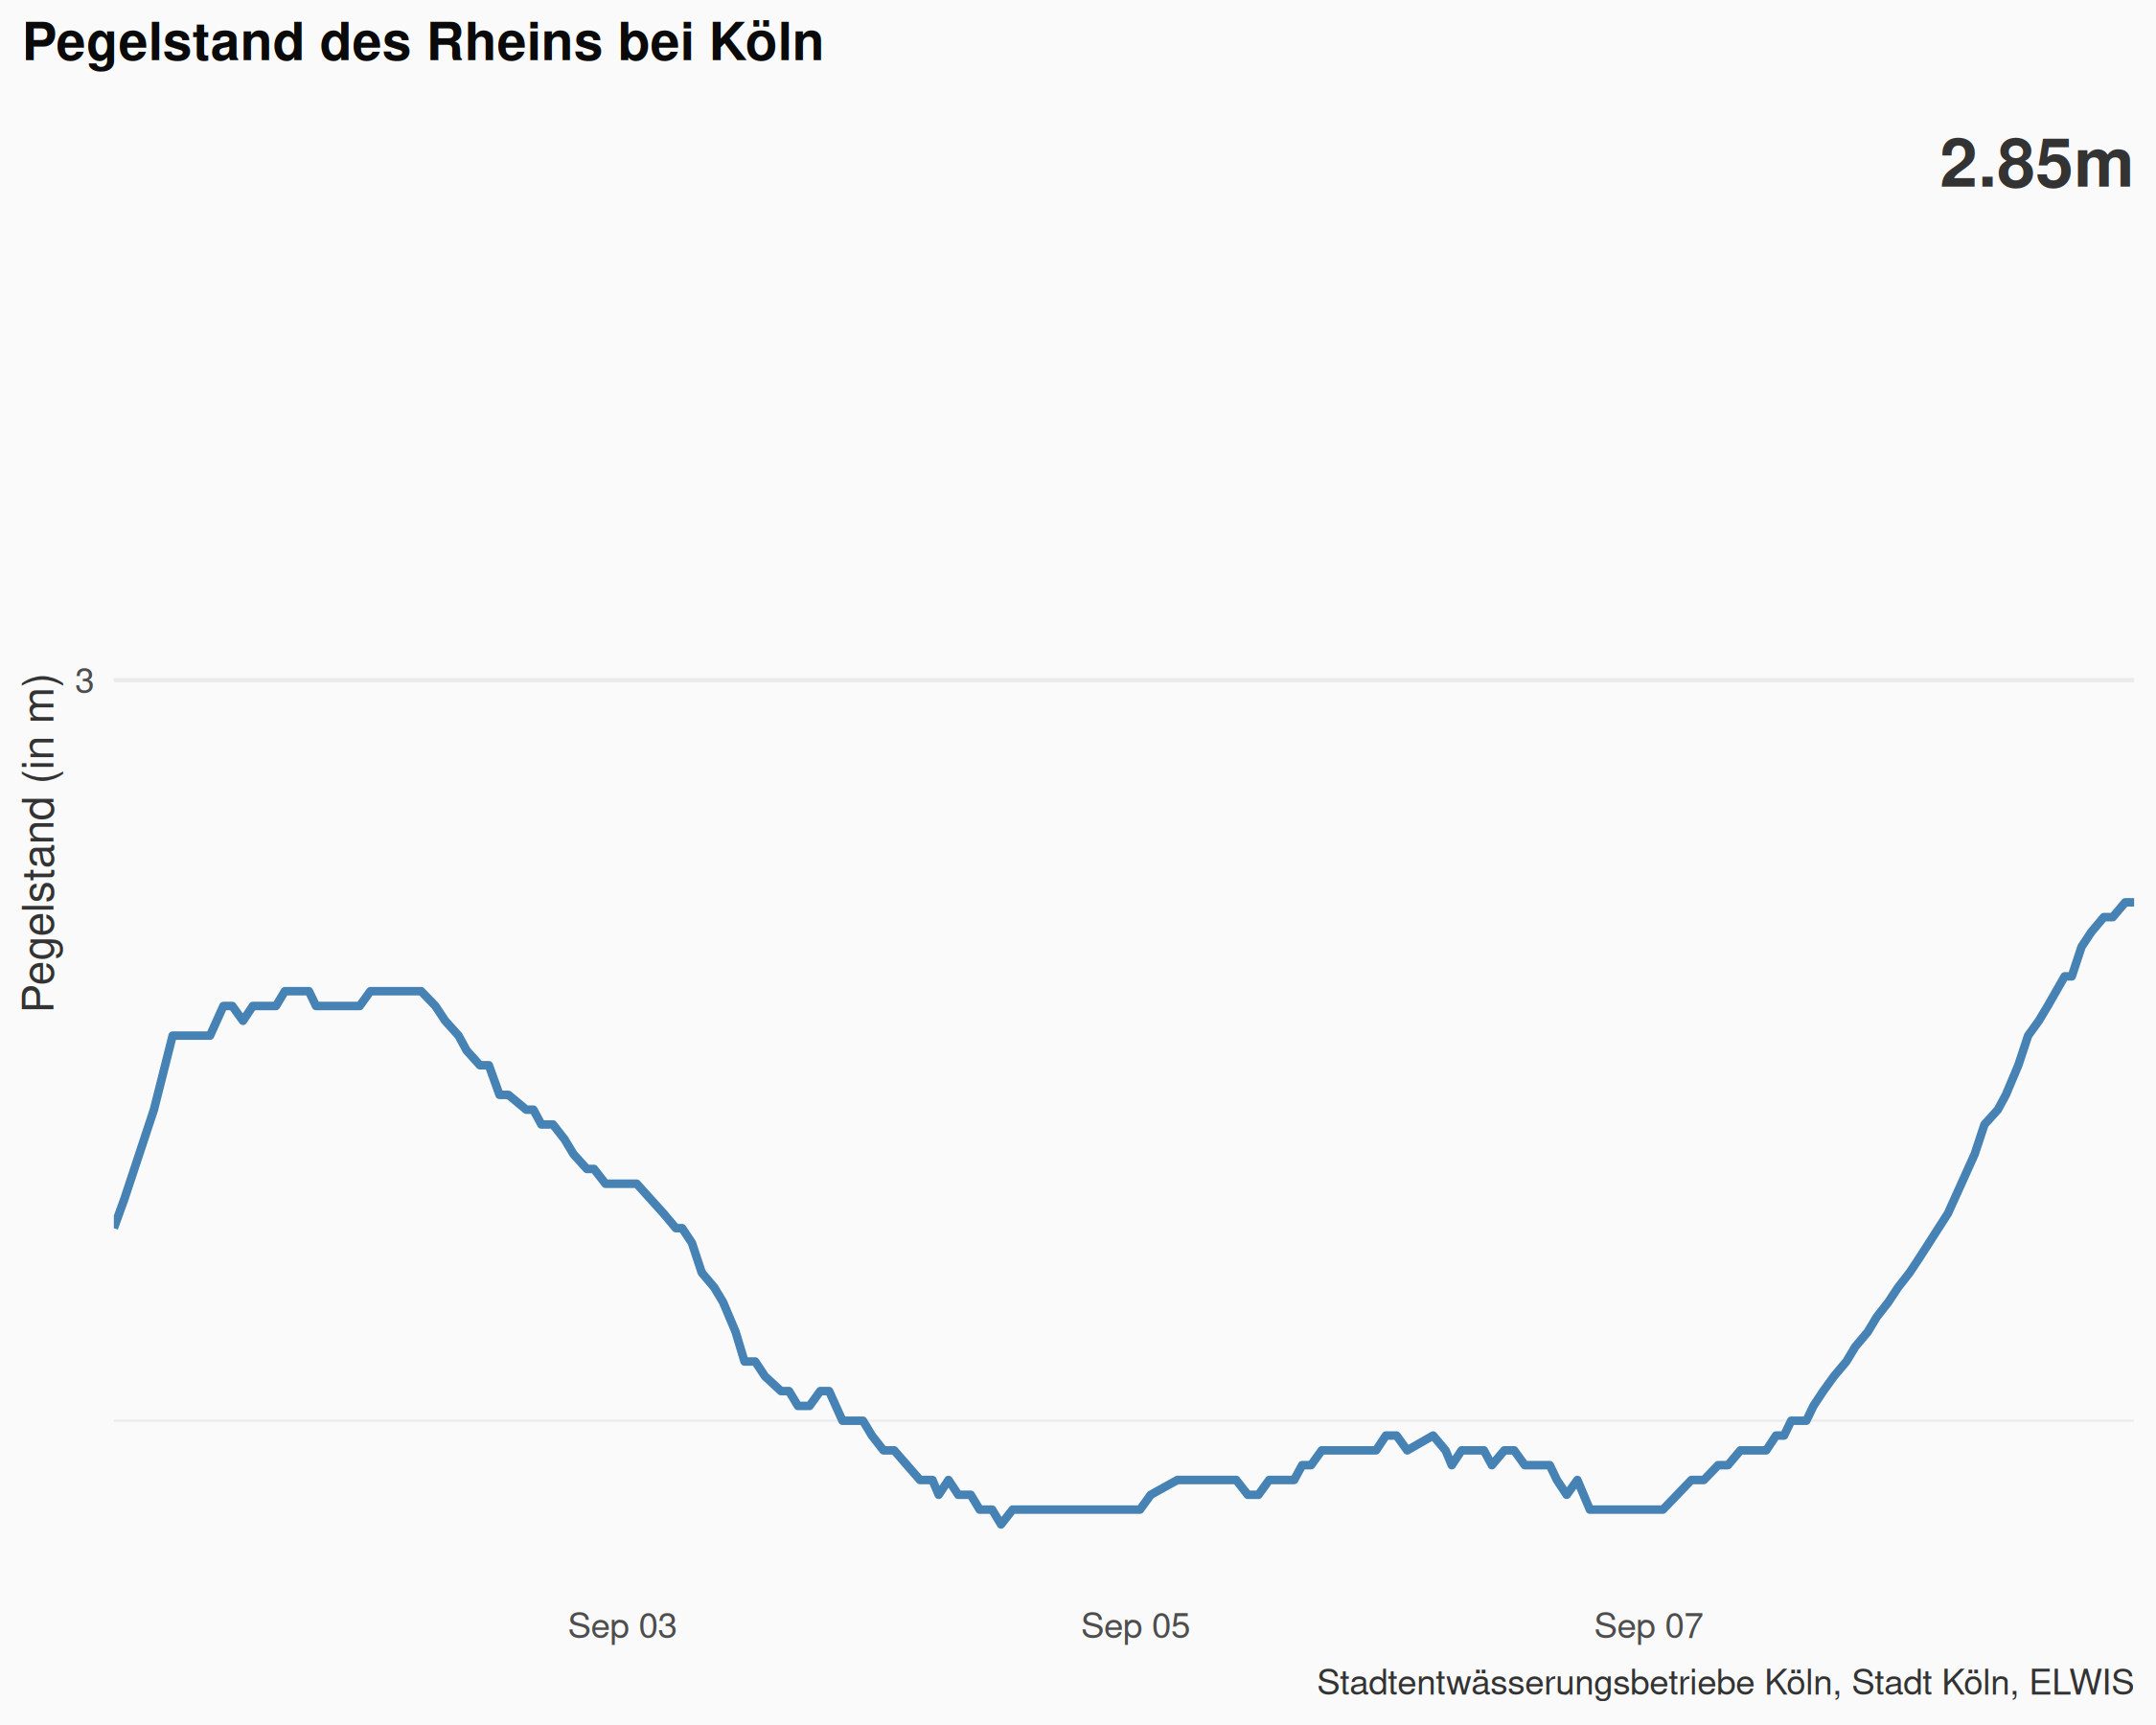 Pegelstand des Rheins bei Köln
2.85m
Pegelstand (in m)
3
Sep 03
Sep 05
Sep 07
Stadtentwässerungsbetriebe Köln, Stadt Köln, ELWIS